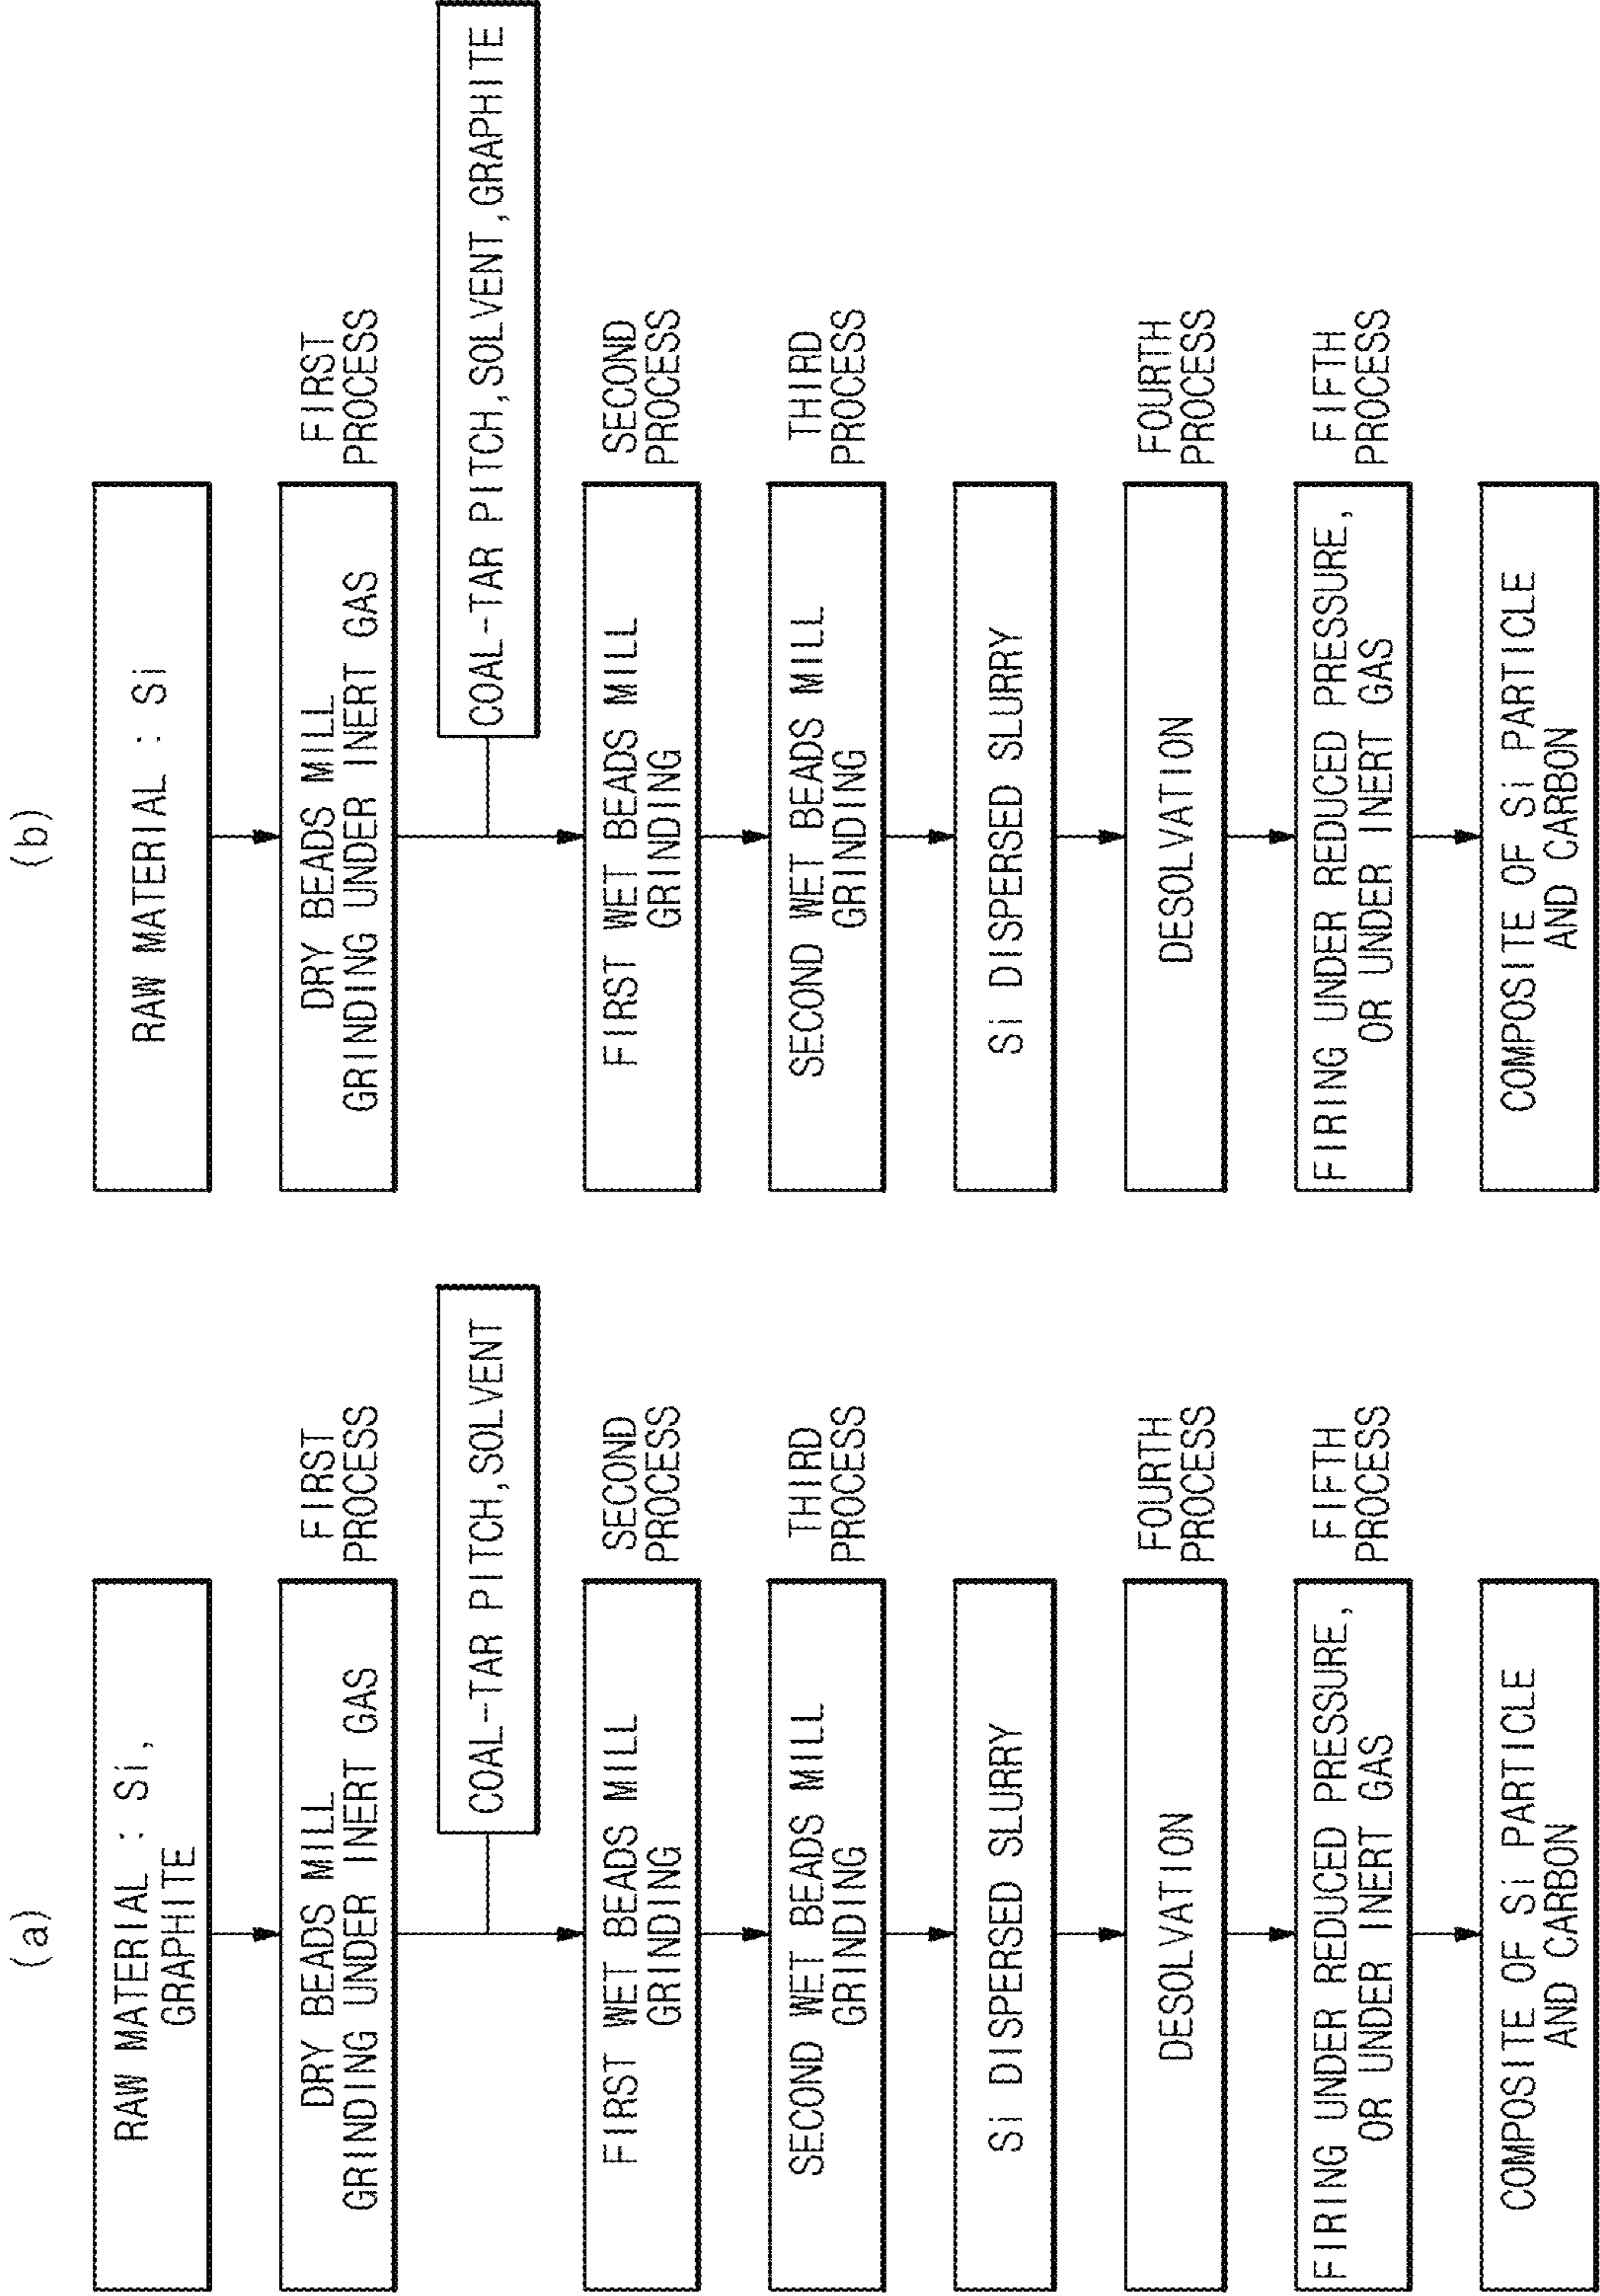 (a)
RAW MATERIAL : Si,
GRAPHITE
DRY BEADS MILL
GRINDING UNDER INERT GAS
FIRST
PROCESS
COAL-TAR PITCH,SOLVENT
FIRST WET BEADS MILL
GRINDING
SECOND
PROCESS
SECOND WET BEADS MILL
GRINDING
THIRD
PROCESS
Si DISPERSED SLURRY
DESOLVATION
FOURTH
PROCESS
FIRING UNDER REDUCED PRESSURE,
OR UNDER INERT GAS
FIFTH
PROCESS
COMPOSITE OF Si PARTICLE
AND CARBON
(b)
RAW MATERIAL : Si
DRY BEADS MILL
GRINDING UNDER INERT GAS
FIRST
PROCESS
COAL-TAR PITCH,SOLVENT,GRAPHITE
FIRST WET BEADS MILL
GRINDING
SECOND
PROCESS
SECOND WET BEADS MILL
GRINDING
THIRD
PROCESS
Si DISPERSED SLURRY
DESOLVATION
FOURTH
PROCESS
FIRING UNDER REDUCED PRESSURE,
OR UNDER INERT GAS
FIFTH
PROCESS
COMPOSITE OF Si PARTICLE
AND CARBON